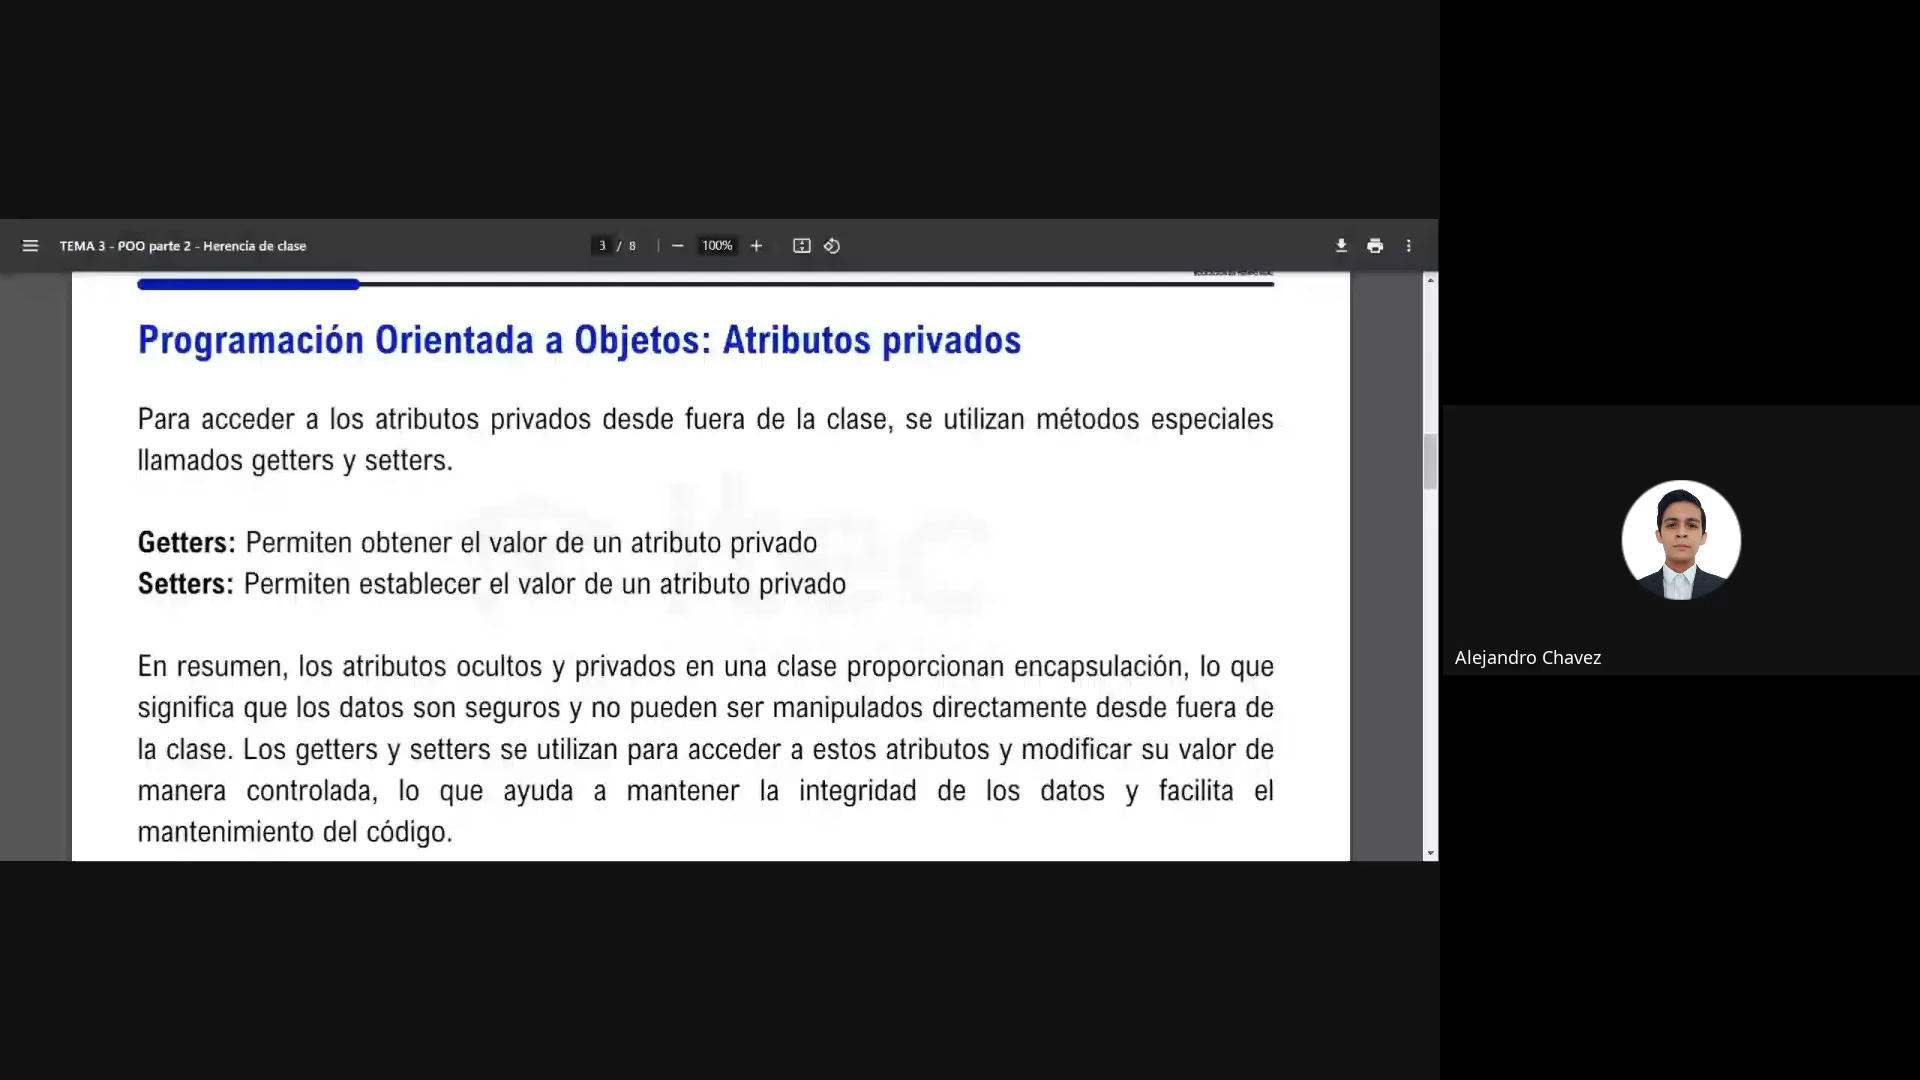 TEMA 3 - POO parte 2 - Herencia de clase
3 / 8
100%
Programación Orientada a Objetos: Atributos privados
Para acceder a los atributos privados desde fuera de la clase, se utilizan métodos especiales
llamados getters y setters.
Getters: Permiten obtener el valor de un atributo privado
Setters: Permiten establecer el valor de un atributo privado
En resumen, los atributos ocultos y privados en una clase proporcionan encapsulación, lo que
significa que los datos son seguros y no pueden ser manipulados directamente desde fuera de
la clase. Los getters y setters se utilizan para acceder a estos atributos y modificar su valor de
manera controlada, lo que ayuda a mantener la integridad de los datos y facilita el
mantenimiento del código.
Alejandro Chavez